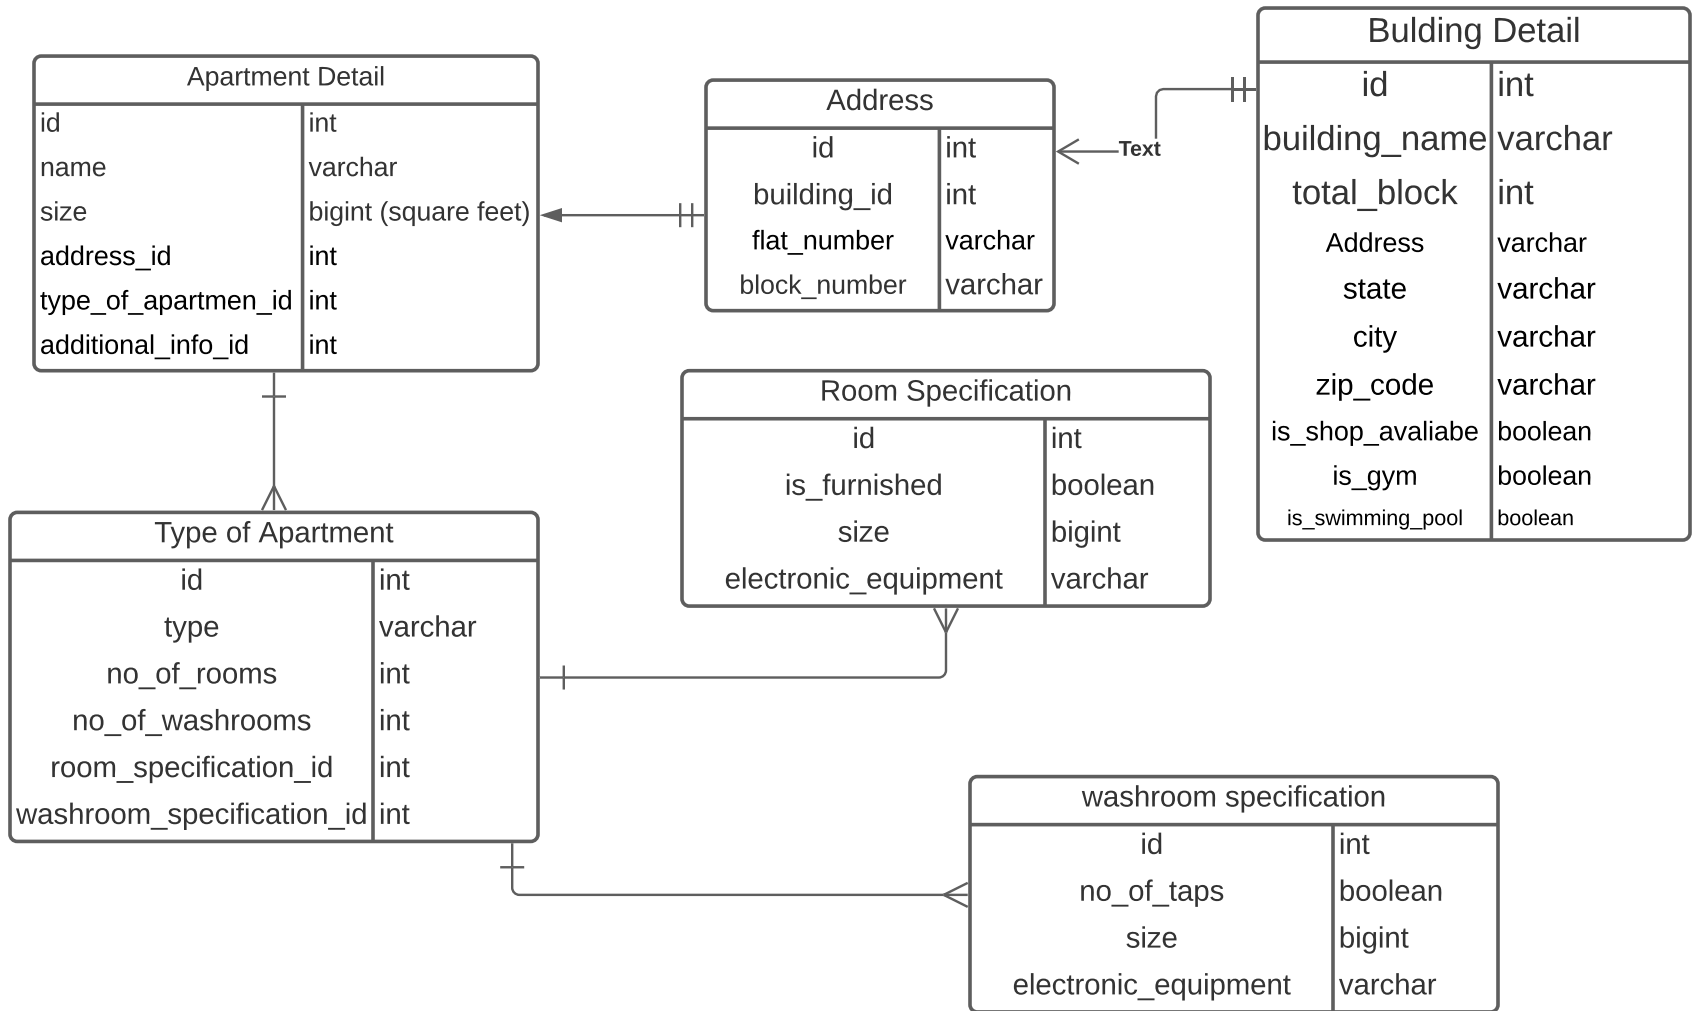 Apartment Detail
id int
name varchar
size bigint (square feet)
address_id int
type_of_apartmen_id int
additional_info_id int
Address
id int
building_id int
flat_number varchar
block_number varchar
Text
Bulding Detail
id int
building_name varchar
total_block int
Address varchar
state varchar
city varchar
zip_code varchar
is_shop_avaliabe boolean
is_gym boolean
is_swimming_pool boolean
Room Specification
id int
is_furnished boolean
size bigint
electronic_equipment varchar
Type of Apartment
id int
type varchar
no_of_rooms int
no_of_washrooms int
room_specification_id int
washroom_specification_id int
washroom specification
id int
no_of_taps boolean
size bigint
electronic_equipment varchar